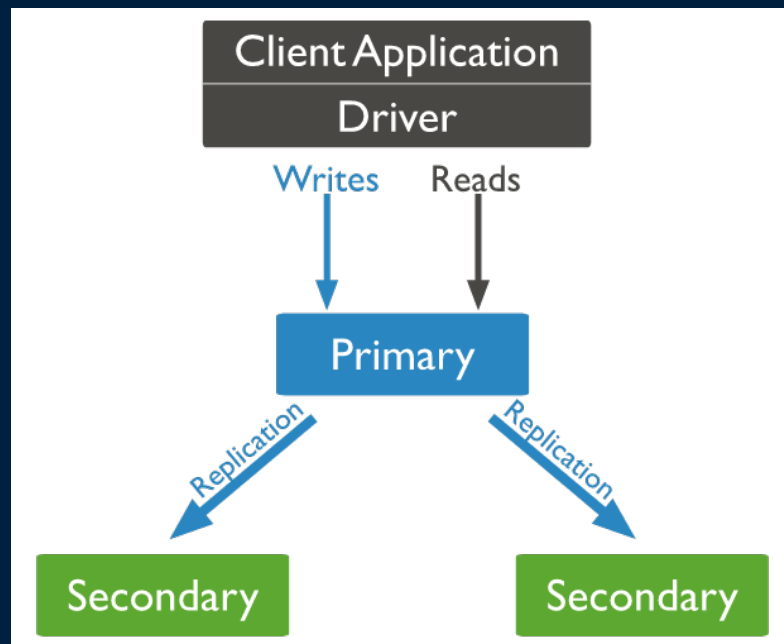 Client Application
Driver
Writes Reads
Primary
Replication Replication
Secondary Secondary